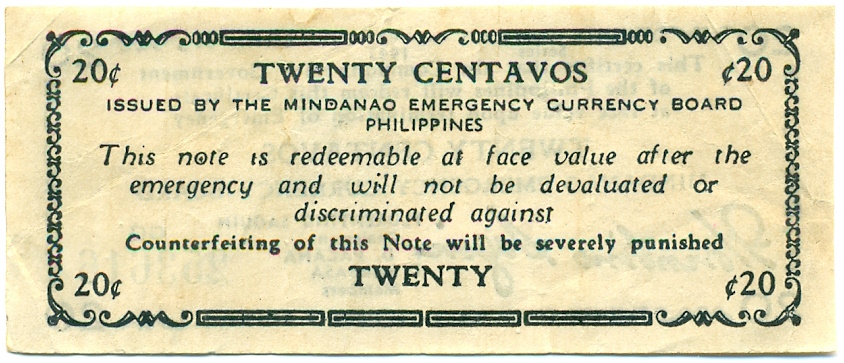 20¢ TWENTY CENTAVOS ¢20
ISSUED BY THE MINDANAO EMERGENCY CURRENCY BOARD
PHILIPPINES
This note is redeemable at face value after the
emergency and will not be devaluated or
discriminated against
Counterfeiting of this Note will be severely punished
20¢ TWENTY ¢20